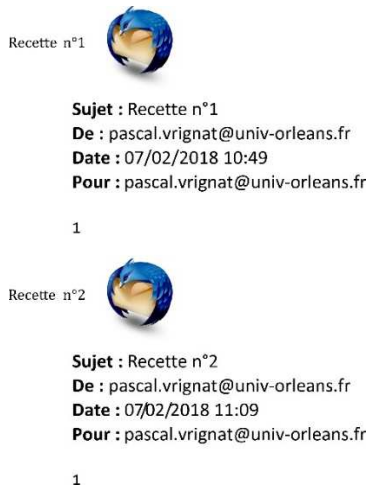 Recette n°1
Sujet : Recette n°1
De : pascal.vrignat@univ-orleans.fr
Date : 07/02/2018 10:49
Pour : pascal.vrignat@univ-orleans.fr
1
Recette n°2
Sujet : Recette n°2
De : pascal.vrignat@univ-orleans.fr
Date : 07/02/2018 11:09
Pour : pascal.vrignat@univ-orleans.fr
1